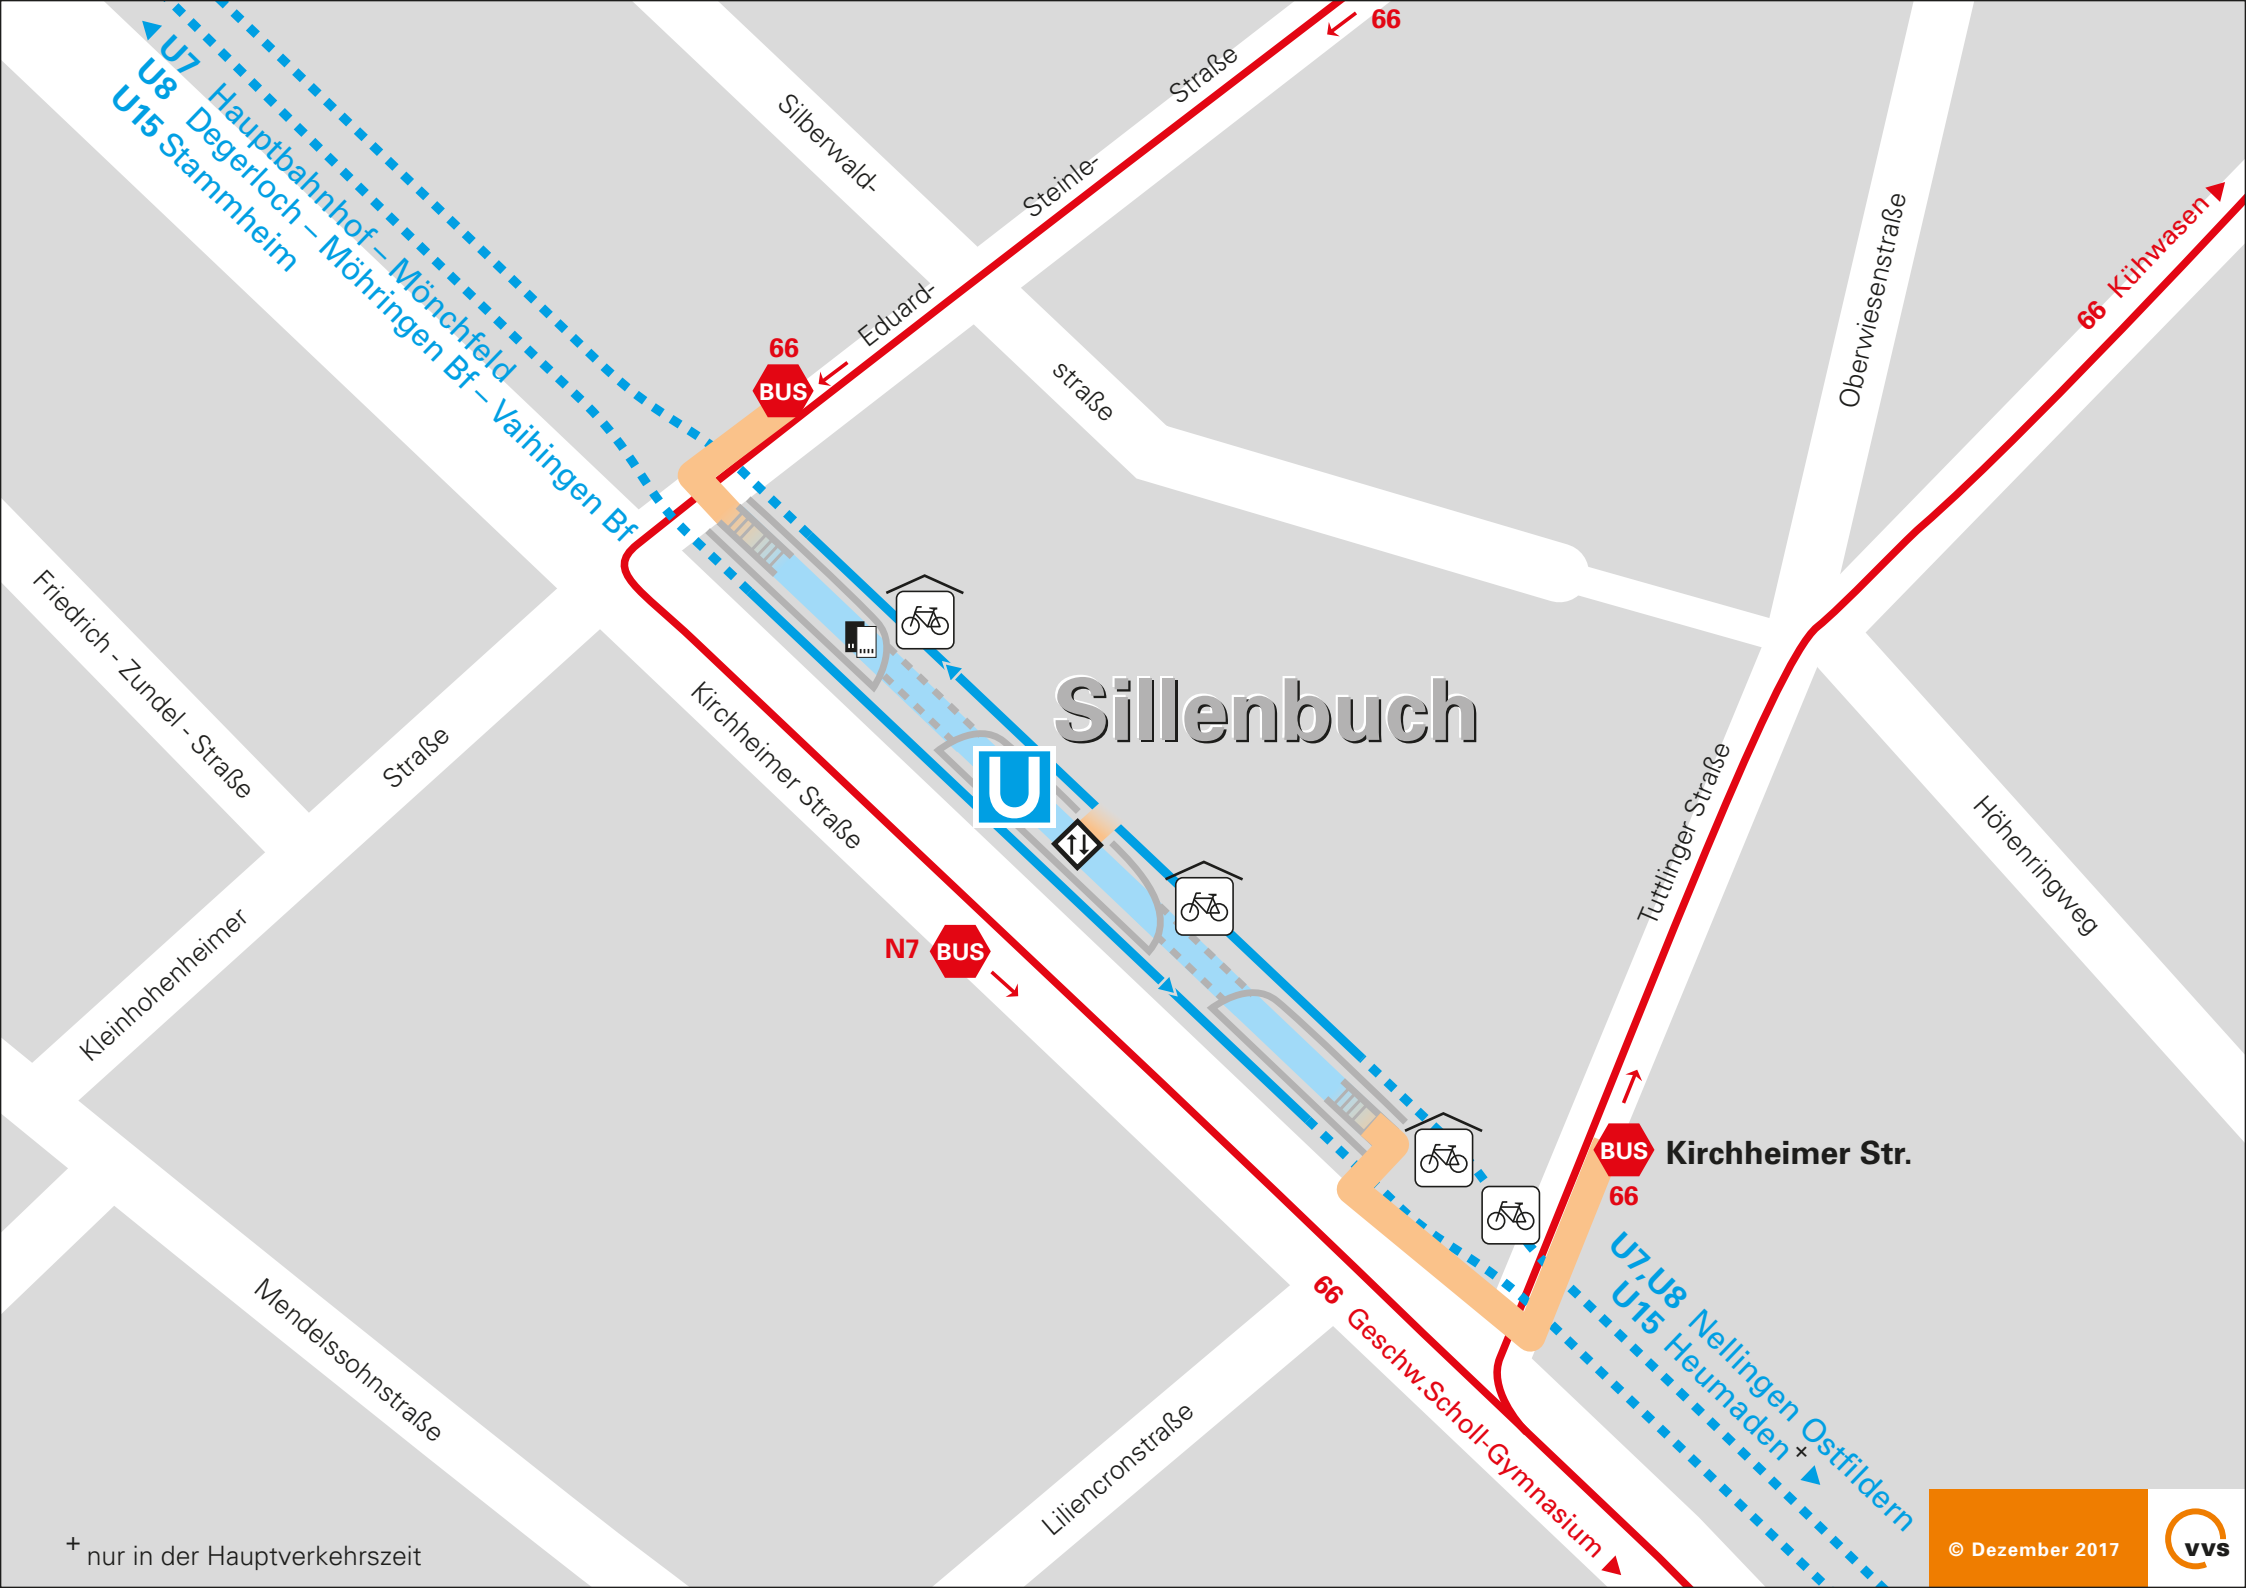 66
Straße
Steinle-
Eduard-
Silberwald-
straße
U7 Hauptbahnhof – Mönchfeld
U8 Degerloch – Möhringen Bf – Vaihingen Bf
U15 Stammheim
66
BUS
Oberwiesenstraße
66 Kühwasen
Friedrich - Zundel - Straße
Kleinhohenheimer
Straße
Kirchheimer Straße
Sillenbuch
U
N7
BUS
Tuttlinger Straße
Höhenringweg
BUS
Kirchheimer Str.
66
U7,U8 Nellingen Ostfildern
U15 Heumaden +
66 Geschw.Scholl-Gymnasium
Mendelssohnstraße
Liliencronstraße
+ nur in der Hauptverkehrszeit
© Dezember 2017
vvs